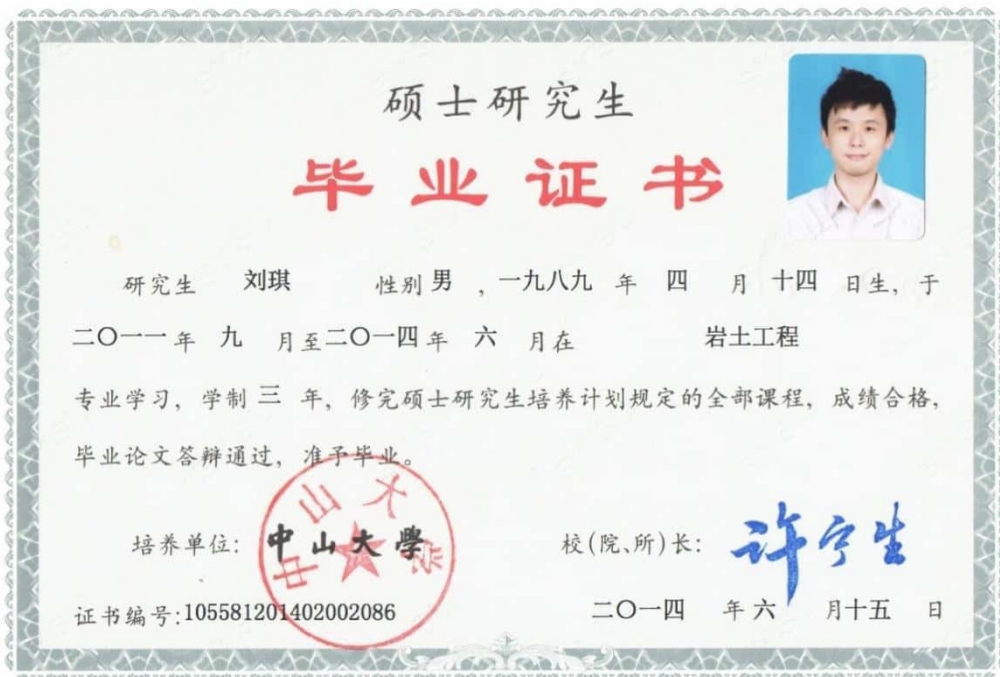 硕士研究生
毕业证书
研究生 刘琪 性别 男 ,一九八九 年 四 月 十四 日生, 于
二〇一一 年 九 月至二〇一四 年 六 月在 岩土工程
专业学习, 学制 三 年, 修完硕士研究生培养计划规定的全部课程, 成绩合格,
毕业论文答辩通过, 准予毕业。
中山大学
培养单位: 中山大學 校(院、所)长: 许宁生
证书编号:105581201402002086 二〇一四 年 六 月十五 日